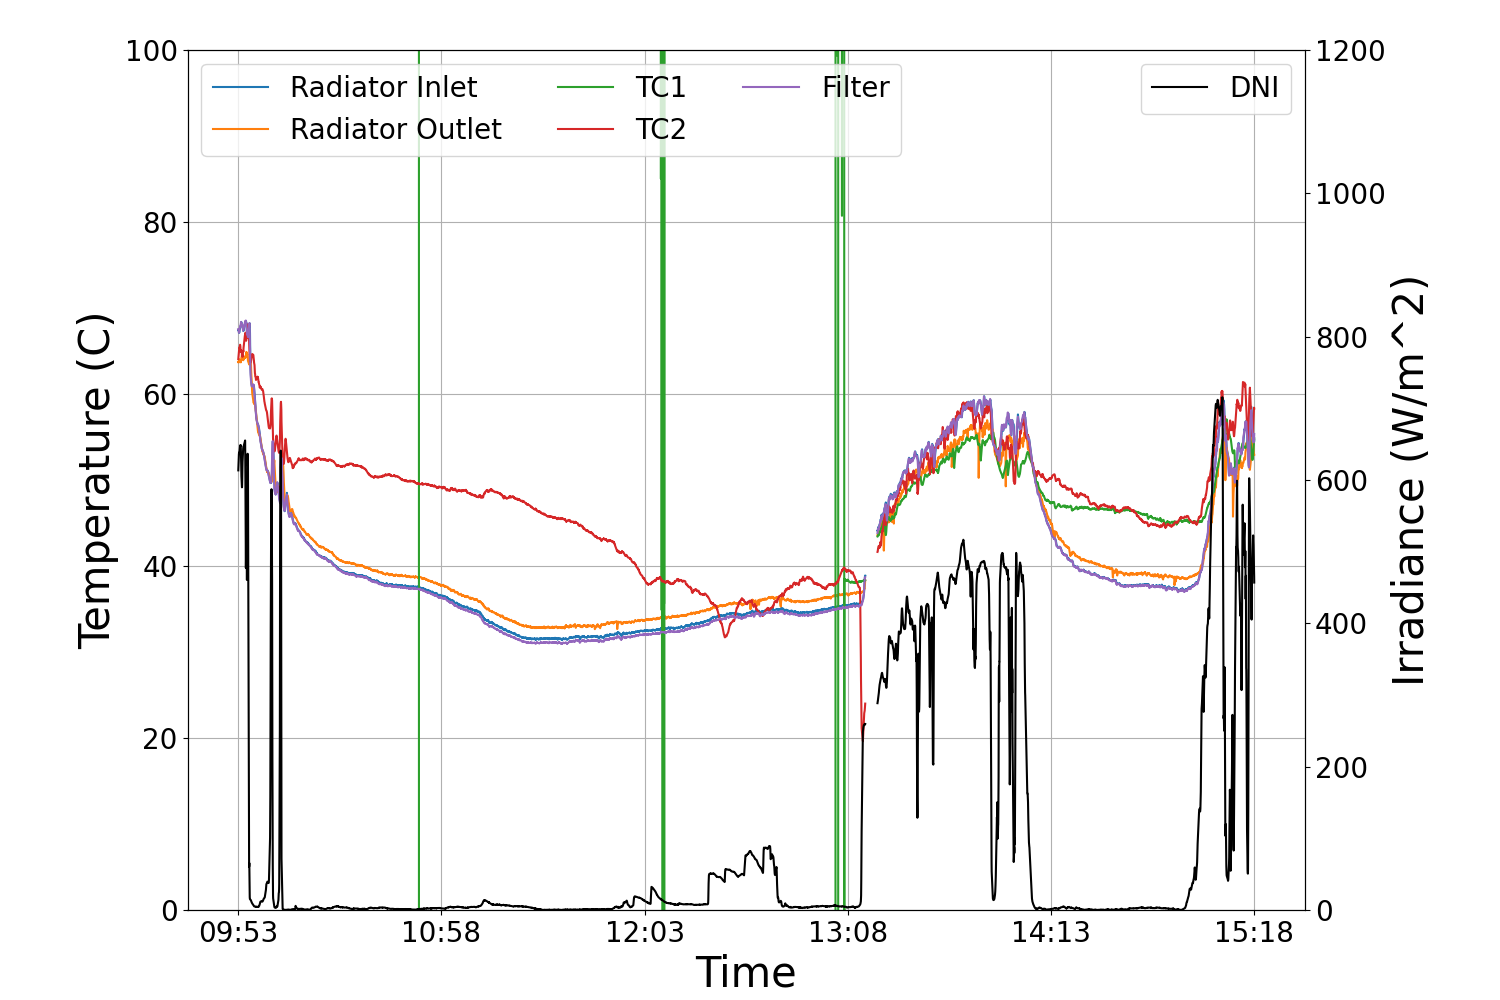 100
80
60
40
20
0
Temperature (C)
Radiator Inlet
Radiator Outlet
TC1
TC2
Filter
DNI
1200
1000
800
600
400
200
0
Irradiance (W/m^2)
09:53 10:58 12:03 13:08 14:13 15:18
Time